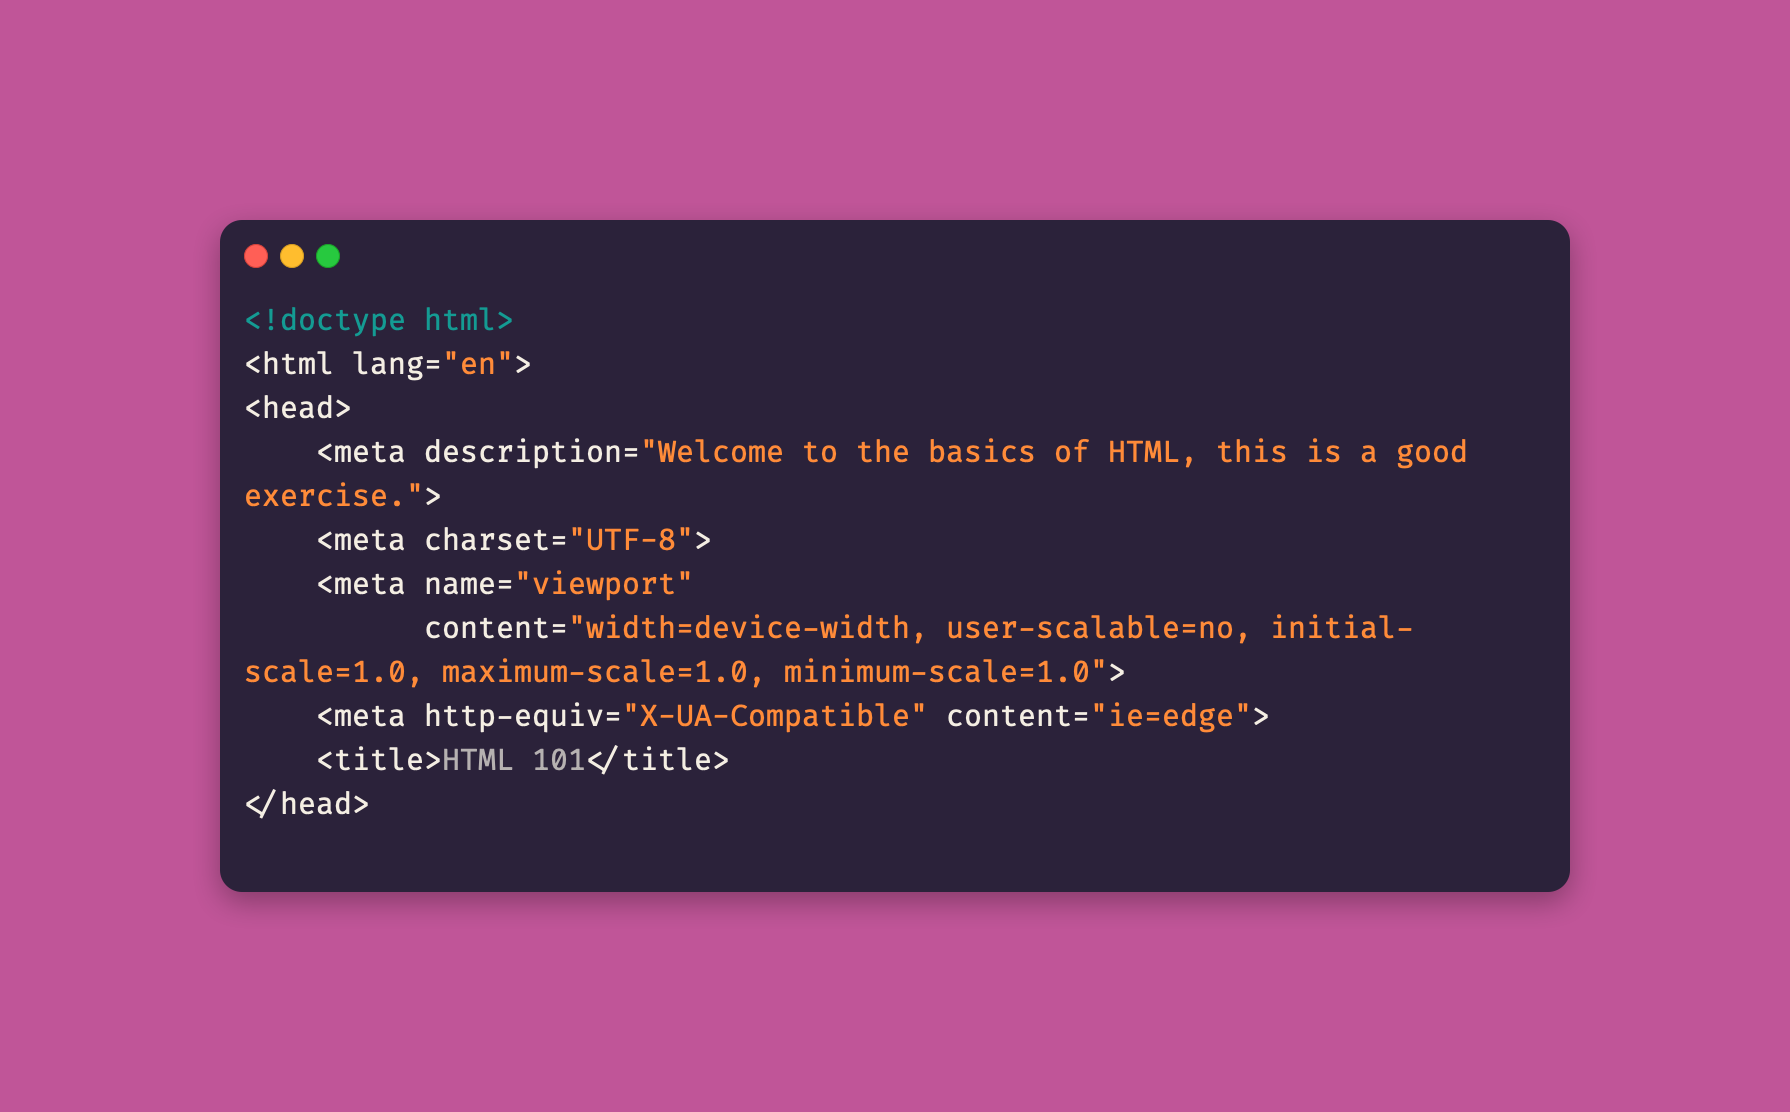 <!doctype html>
<html lang="en">
<head>
    <meta description="Welcome to the basics of HTML, this is a good
exercise.">
    <meta charset="UTF-8">
    <meta name="viewport"
          content="width=device-width, user-scalable=no, initial-
scale=1.0, maximum-scale=1.0, minimum-scale=1.0">
    <meta http-equiv="X-UA-Compatible" content="ie=edge">
    <title>HTML 101</title>
</head>